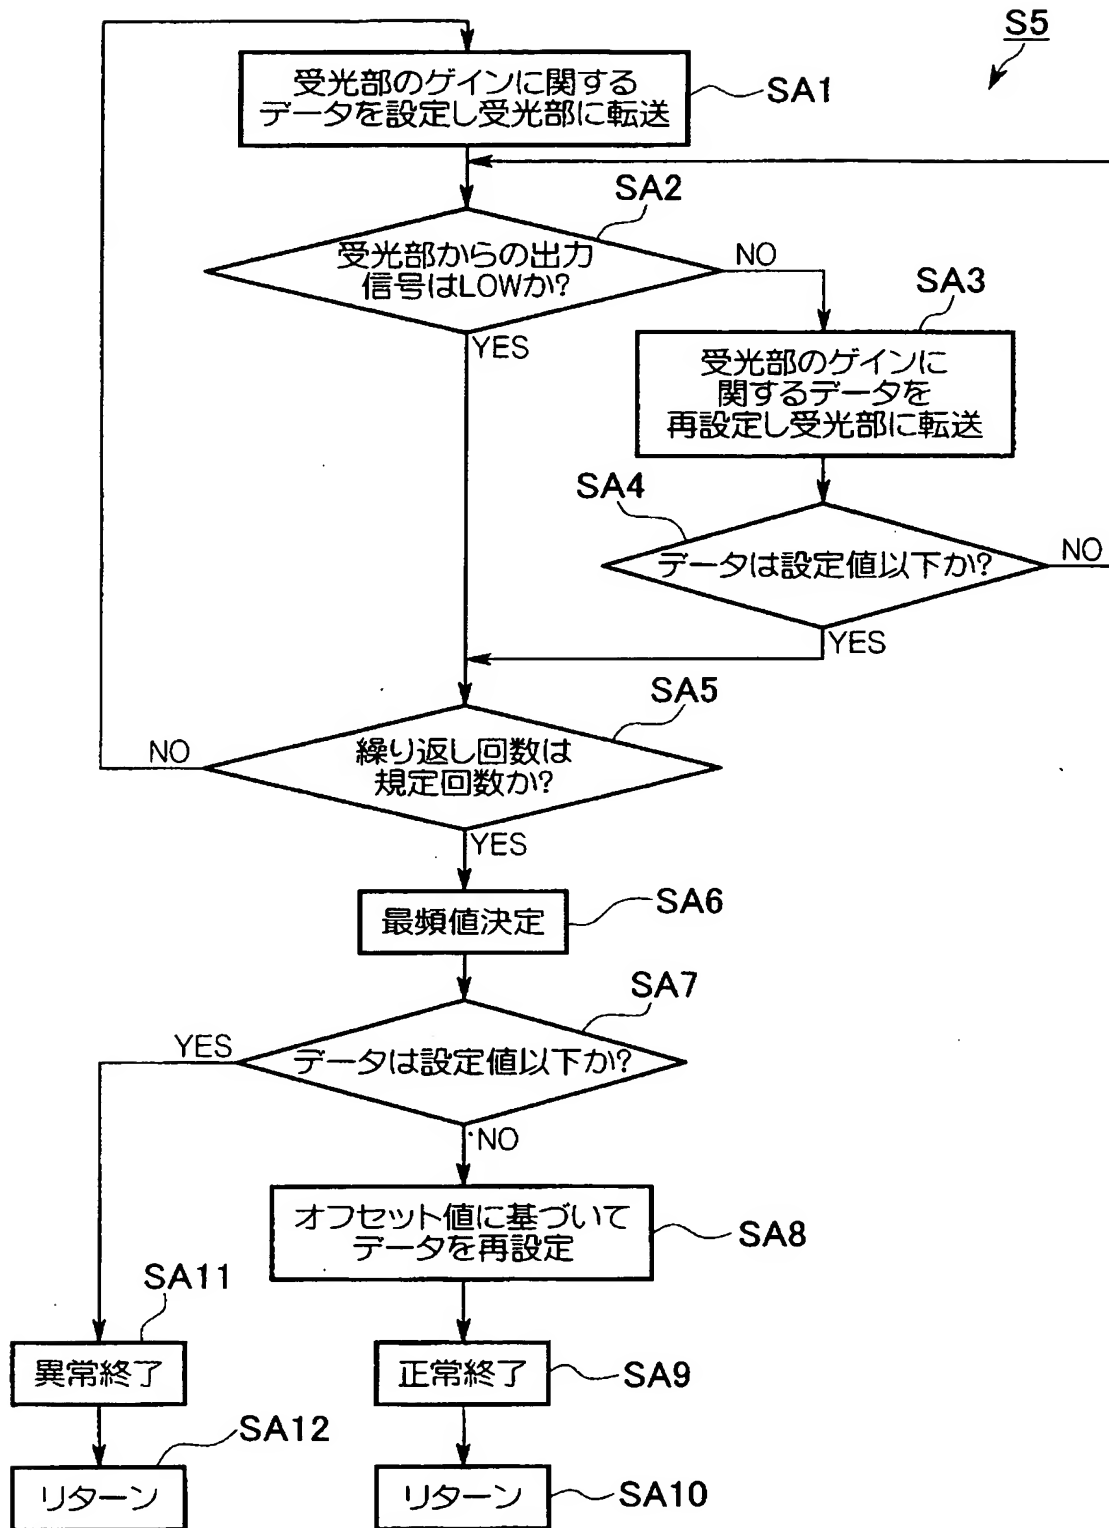 S5
受光部のゲインに関する
データを設定し受光部に転送
SA1
SA2
受光部からの出力
信号はLOWか?
NO
YES
SA3
受光部のゲインに
関するデータを
再設定し受光部に転送
SA4
データは設定値以下か?
NO
YES
SA5
繰り返し回数は
規定回数か?
NO
YES
最頻値決定
SA6
SA7
データは設定値以下か?
YES
NO
オフセット値に基づいて
データを再設定
SA8
SA11
異常終了
正常終了
SA9
SA12
リターン
リターン
SA10